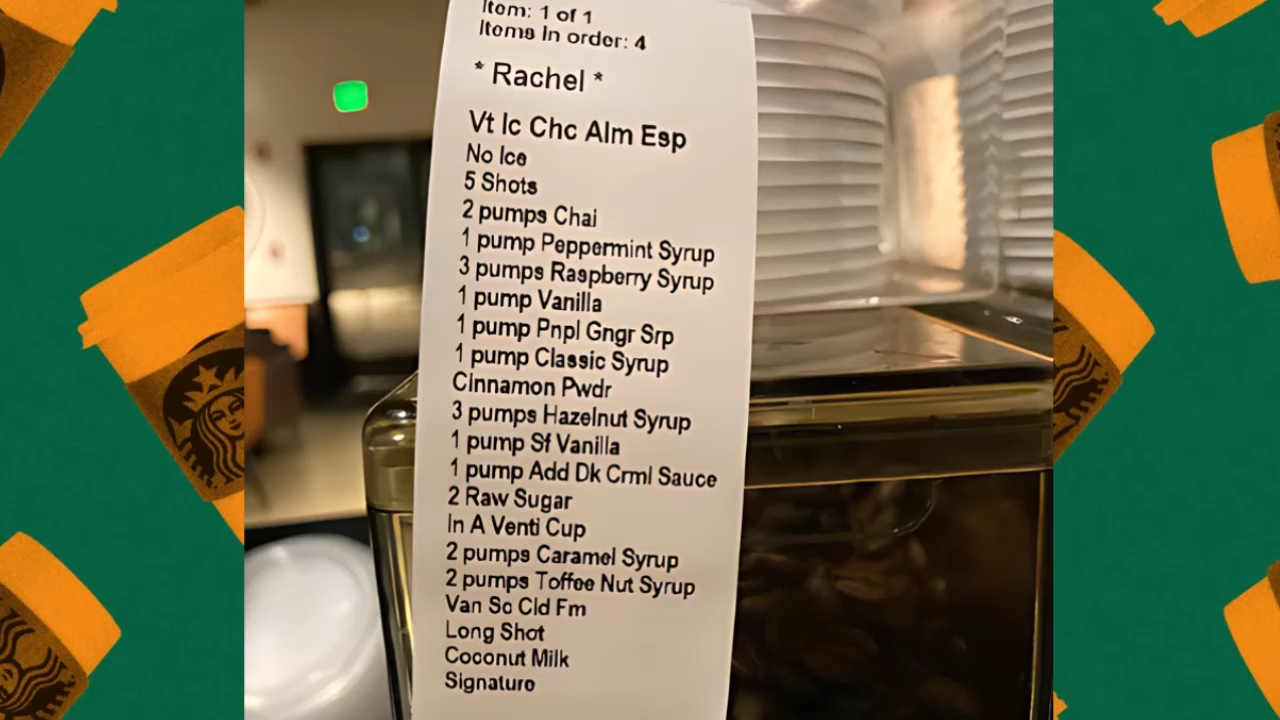 Item: 1 of 1
Items in order: 4
* Rachel *
Vt Ic Chc Alm Esp
No Ice
5 Shots
2 pumps Chai
1 pump Peppermint Syrup
3 pumps Raspberry Syrup
1 pump Vanilla
1 pump Pnpl Gngr Srp
1 pump Classic Syrup
Cinnamon Pwdr
3 pumps Hazelnut Syrup
1 pump Sf Vanilla
1 pump Add Dk Crml Sauce
2 Raw Sugar
In A Venti Cup
2 pumps Caramel Syrup
2 pumps Toffee Nut Syrup
Van Sc Cld Fm
Long Shot
Coconut Milk
Signature